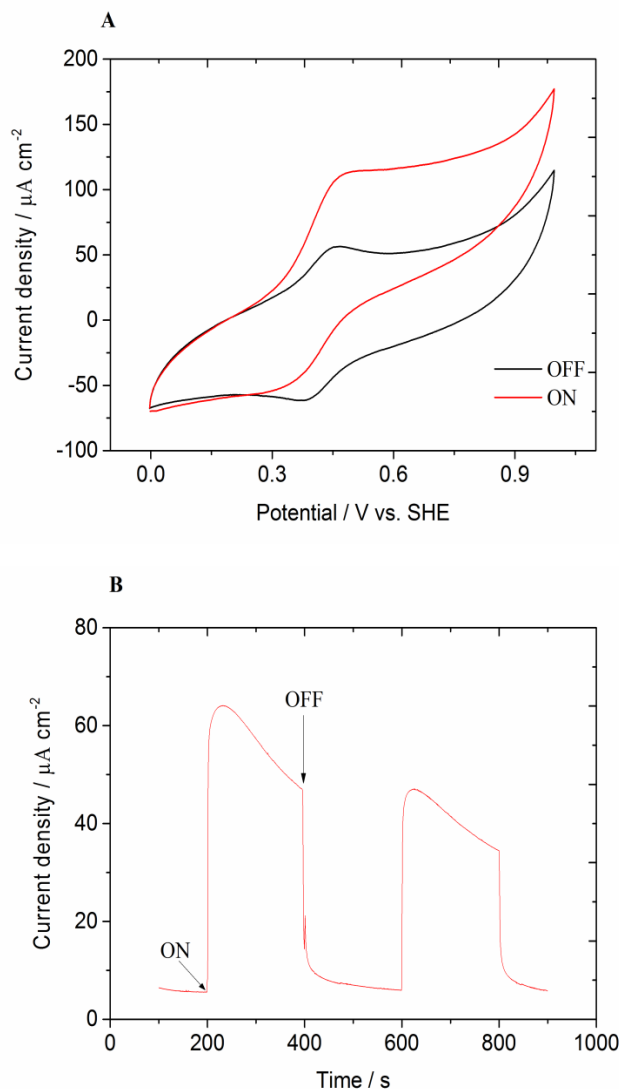 A
200
150
100
50
0
-50
-100
Current density / μA cm-2
OFF
ON
0.0 0.3 0.6 0.9
Potential / V vs. SHE
B
80
60
40
20
0
Current density / μA cm-2
OFF
ON
0 200 400 600 800 1000
Time / s